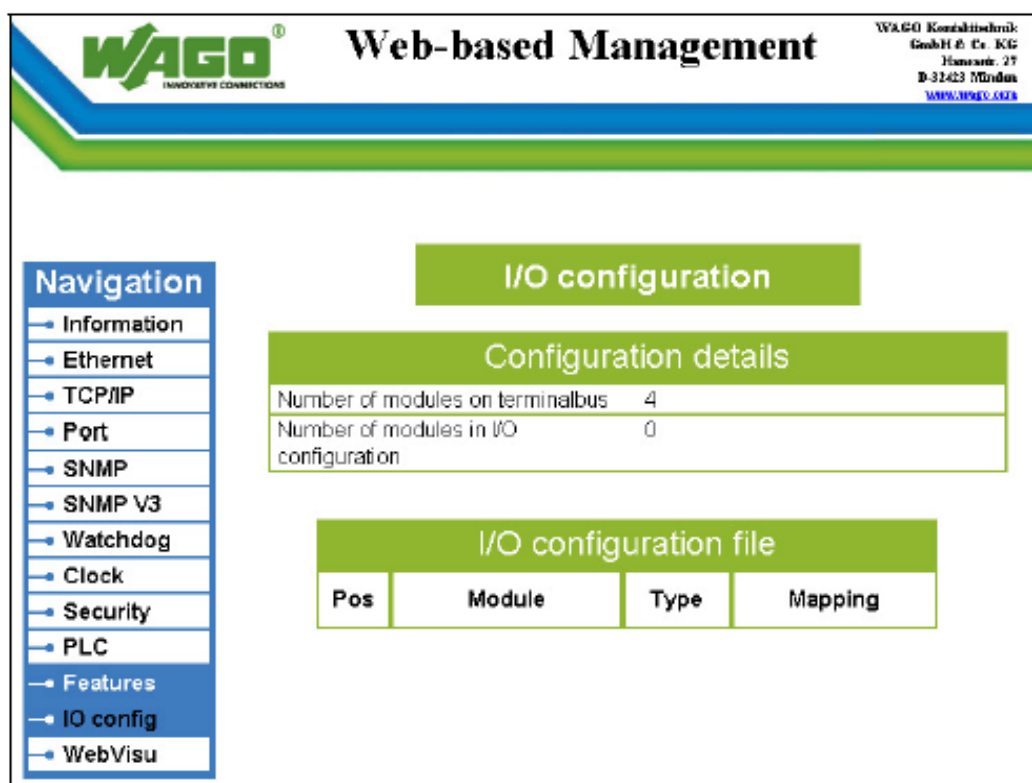 WAGO®
INNOVATIVE CONNECTIONS
Web-based Management
WAGO Kontakttechnik
GmbH & Co. KG
Hansastr. 27
D-32423 Minden
www.wago.com
Navigation
Information
Ethernet
TCP/IP
Port
SNMP
SNMP V3
Watchdog
Clock
Security
PLC
Features
IO config
WebVisu
I/O configuration
Configuration details
Number of modules on terminalbus 4
Number of modules in I/O 0
configuration
I/O configuration file
Pos Module Type Mapping